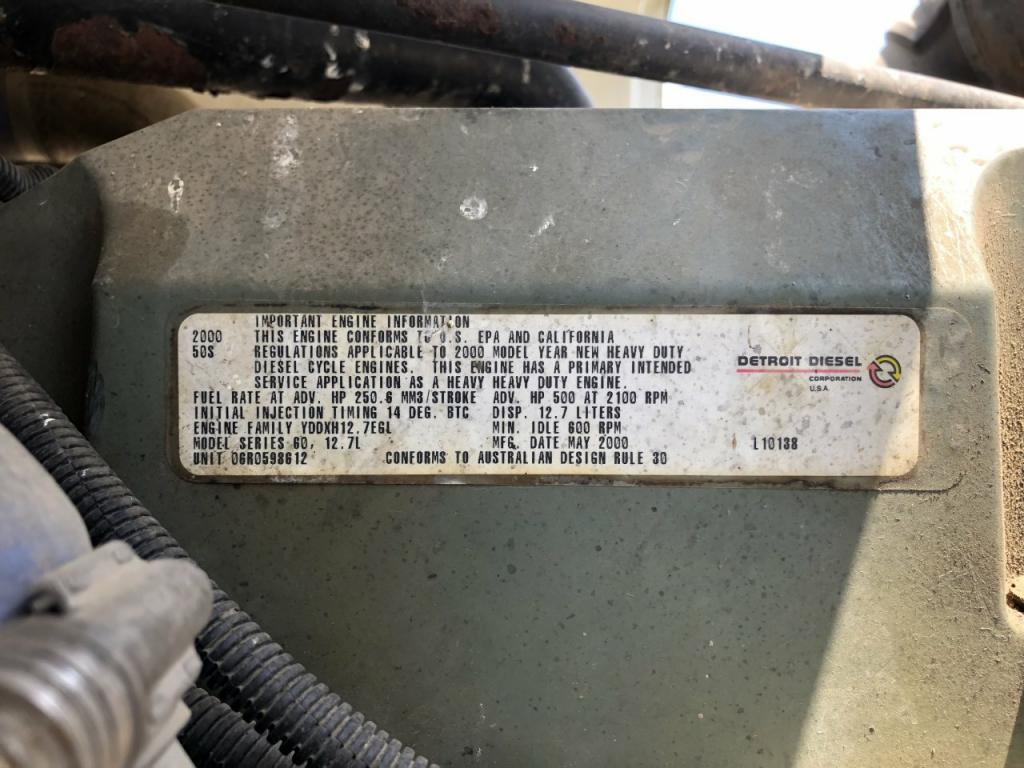 IMPORTANT ENGINE INFORMATION
2000 THIS ENGINE CONFORMS TO U.S. EPA AND CALIFORNIA
50S REGULATIONS APPLICABLE TO 2000 MODEL YEAR NEW HEAVY DUTY
DIESEL CYCLE ENGINES. THIS ENGINE HAS A PRIMARY INTENDED
SERVICE APPLICATION AS A HEAVY HEAVY DUTY ENGINE.
FUEL RATE AT ADV. HP 250.6 MM3/STROKE ADV. HP 500 AT 2100 RPM
INITIAL INJECTION TIMING 14 DEG. BTC DISP. 12.7 LITERS
ENGINE FAMILY YDDXH12.7EGL MIN. IDLE 600 RPM
MODEL SERIES 60, 12.7L MFG. DATE MAY 2000
UNIT 06R0598612 CONFORMS TO AUSTRALIAN DESIGN RULE 30
DETROIT DIESEL
CORPORATION
U.S.A.
L10138